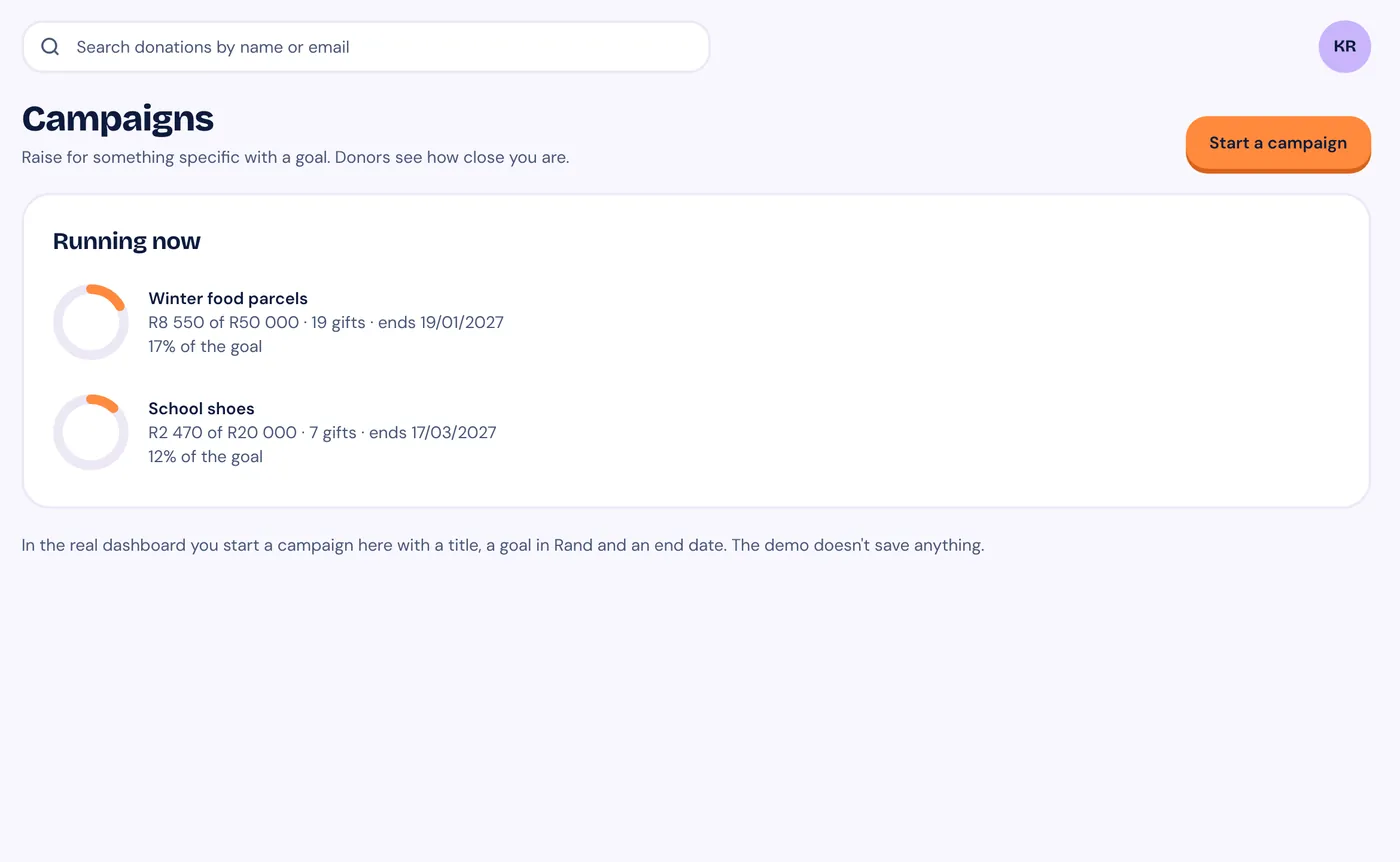 Search donations by name or email
KR
Campaigns
Raise for something specific with a goal. Donors see how close you are.
Start a campaign
Running now
Winter food parcels
R8 550 of R50 000 · 19 gifts · ends 19/01/2027
17% of the goal
School shoes
R2 470 of R20 000 · 7 gifts · ends 17/03/2027
12% of the goal
In the real dashboard you start a campaign here with a title, a goal in Rand and an end date. The demo doesn't save anything.